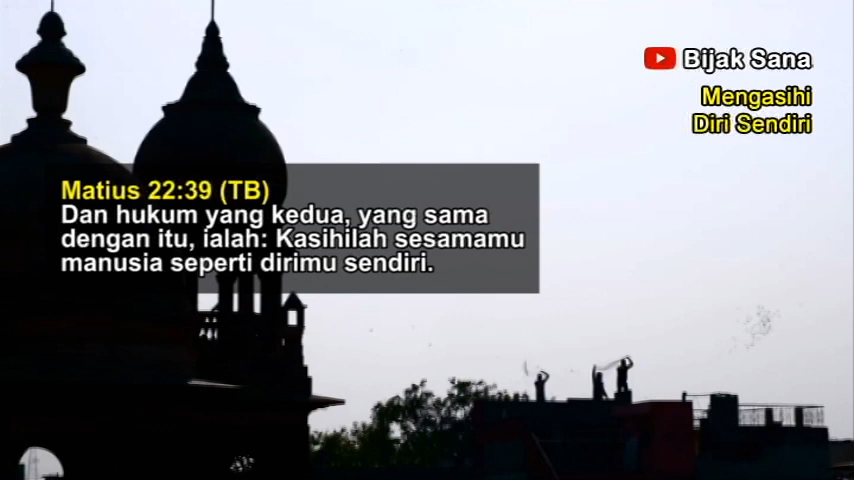 Bijak Sana
Mengasihi
Diri Sendiri
Matius 22:39 (TB)
Dan hukum yang kedua, yang sama
dengan itu, ialah: Kasihilah sesamamu
manusia seperti dirimu sendiri.